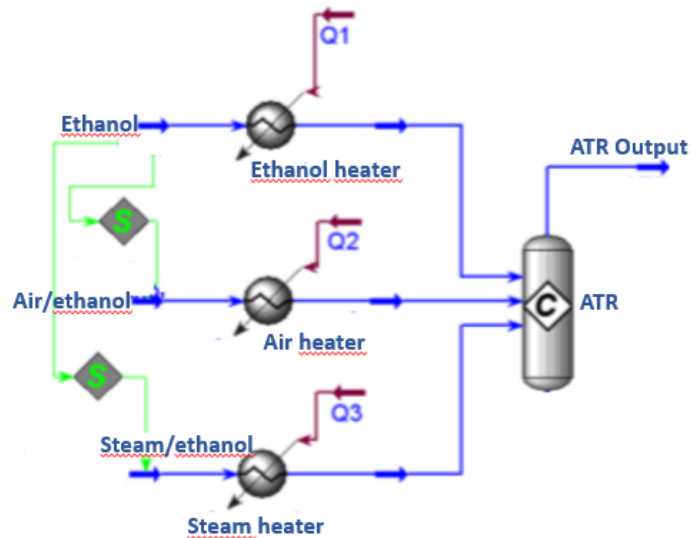 Q1
Ethanol
ATR Output
Ethanol heater
S
Q2
Air/ethanol
C
ATR
Air heater
S
Q3
Steam/ethanol
Steam heater